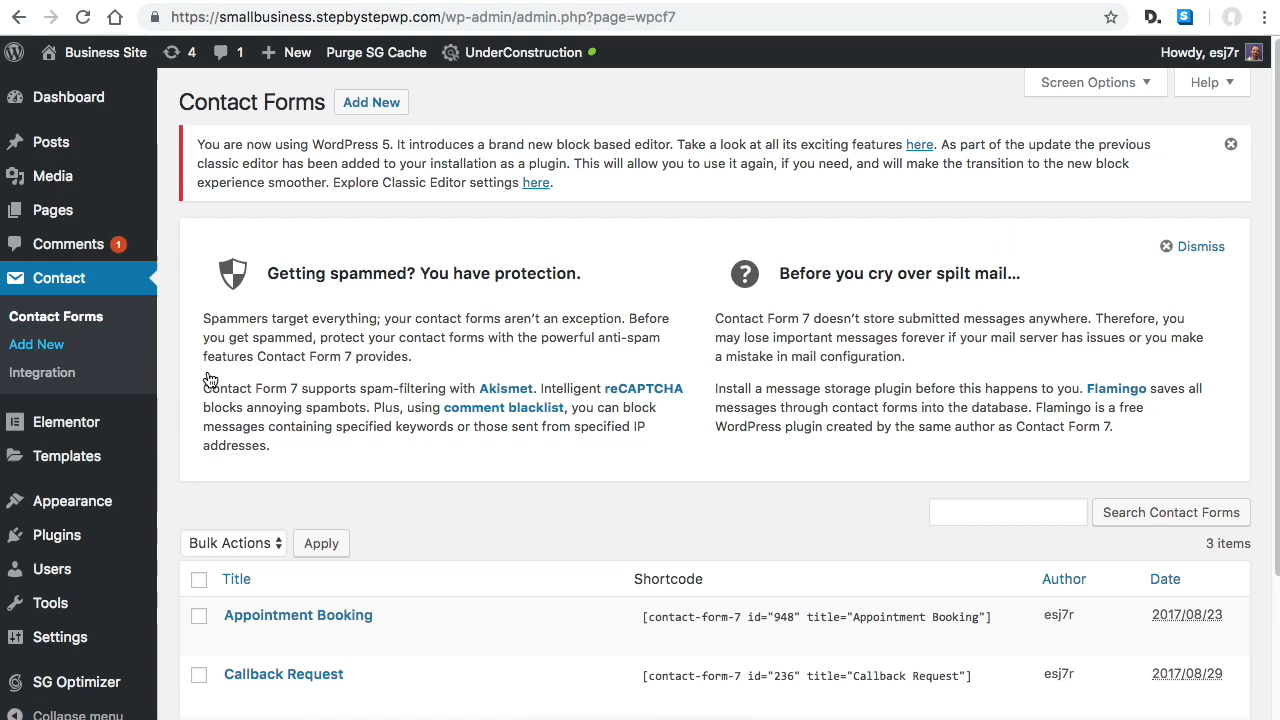 https://smallbusiness.stepbystepwp.com/wp-admin/admin.php?page=wpcf7
D.
S
Business Site 4 1 New Purge SG Cache UnderConstruction Howdy, esj7r
Dashboard
Posts
Media
Pages
Comments 1
Contact
Contact Forms
Add New
Integration
Elementor
Templates
Appearance
Plugins
Users
Tools
Settings
SG Optimizer
Collapse menu
Screen Options Help
Contact Forms Add New
You are now using WordPress 5. It introduces a brand new block based editor. Take a look at all its exciting features here. As part of the update the previous
classic editor has been added to your installation as a plugin. This will allow you to use it again, if you need, and will make the transition to the new block
experience smoother. Explore Classic Editor settings here.
Dismiss
Getting spammed? You have protection.
Spammers target everything; your contact forms aren't an exception. Before
you get spammed, protect your contact forms with the powerful anti-spam
features Contact Form 7 provides.
Contact Form 7 supports spam-filtering with Akismet. Intelligent reCAPTCHA
blocks annoying spambots. Plus, using comment blacklist, you can block
messages containing specified keywords or those sent from specified IP
addresses.
Before you cry over spilt mail...
Contact Form 7 doesn't store submitted messages anywhere. Therefore, you
may lose important messages forever if your mail server has issues or you make
a mistake in mail configuration.
Install a message storage plugin before this happens to you. Flamingo saves all
messages through contact forms into the database. Flamingo is a free
WordPress plugin created by the same author as Contact Form 7.
Search Contact Forms
Bulk Actions Apply 3 items
Title Shortcode Author Date
Appointment Booking [contact-form-7 id="948" title="Appointment Booking"] esj7r 2017/08/23
Callback Request [contact-form-7 id="236" title="Callback Request"] esj7r 2017/08/29